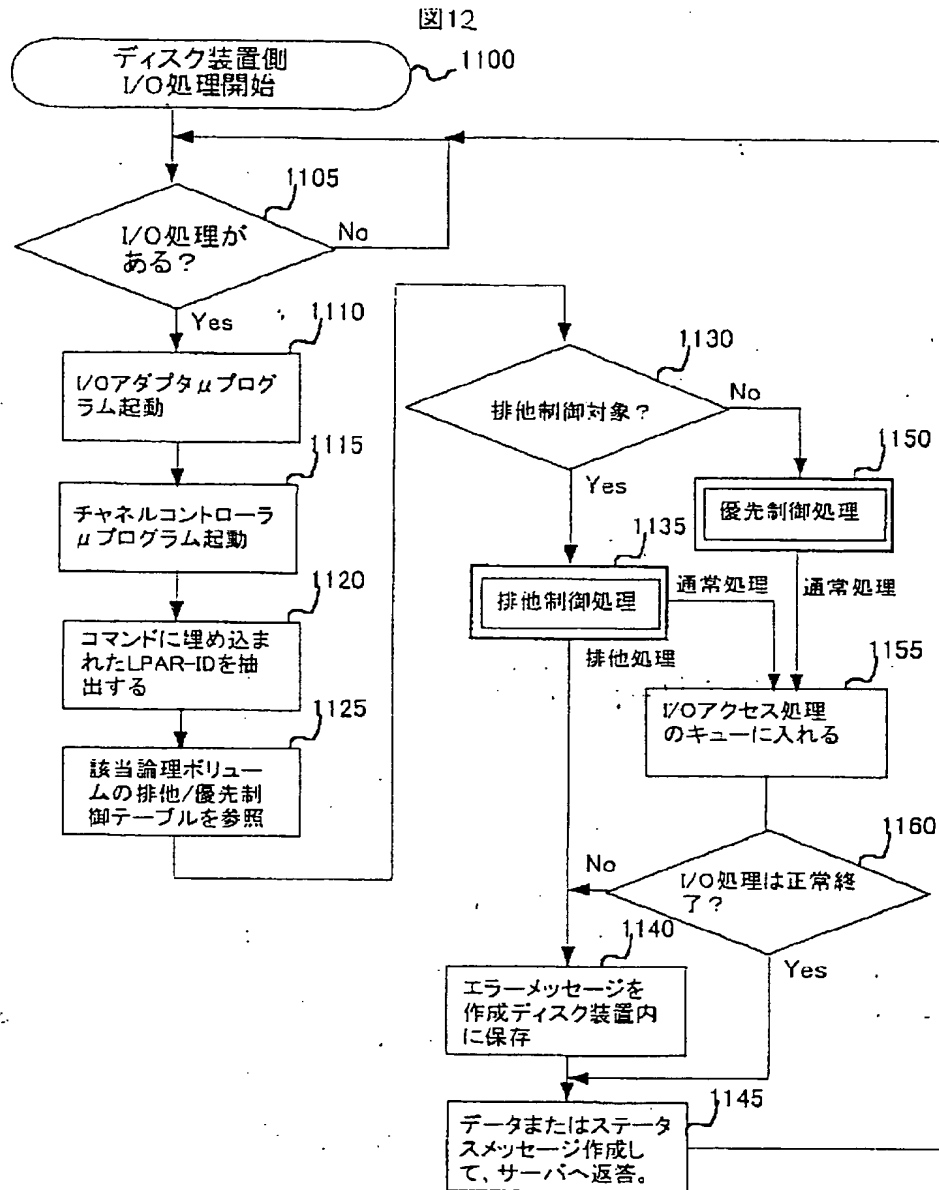 図12
ディスク装置側
I/O処理開始
1100
1105
I/O処理が
ある?
No
Yes
1110
I/Oアダプタμプログ
ラム起動
1115
チャネルコントローラ
μプログラム起動
1120
コマンドに埋め込ま
れたLPAR-IDを抽
出する
1125
該当論理ボリュー
ムの排他/優先制
御テーブルを参照
1130
排他制御対象?
No
Yes
1150
優先制御処理
1135
排他制御処理
通常処理
通常処理
排他処理
1155
I/Oアクセス処理
のキューに入れる
1160
I/O処理は正常終
了?
No
Yes
1140
エラーメッセージを
作成ディスク装置内
に保存
1145
データまたはステータ
スメッセージ作成し
て、サーバへ返答。